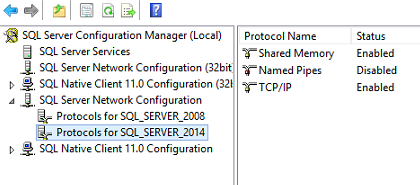 SQL Server Configuration Manager (Local)
SQL Server Services
SQL Server Network Configuration (32bit)
SQL Native Client 11.0 Configuration (32bit
SQL Server Network Configuration
Protocols for SQL_SERVER_2008
Protocols for SQL_SERVER_2014
SQL Native Client 11.0 Configuration
Protocol Name Status
Shared Memory Enabled
Named Pipes Disabled
TCP/IP Enabled